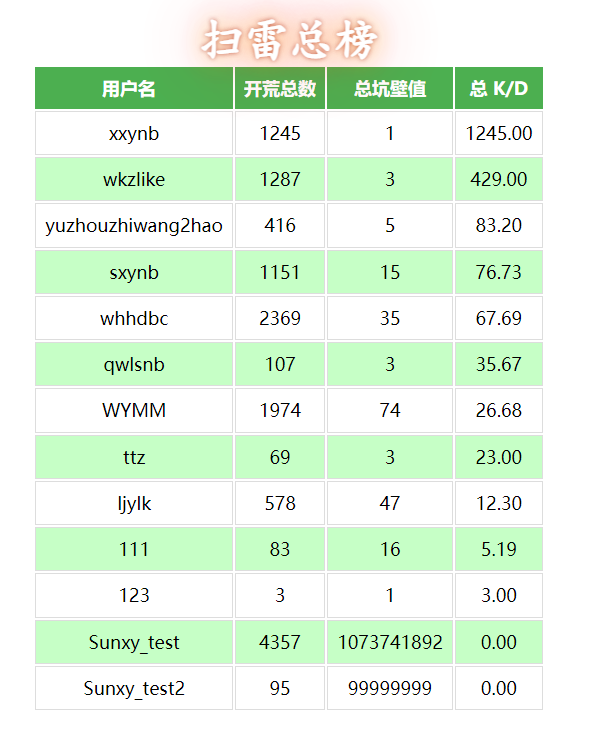 扫雷总榜
用户名 开荒总数 总坑壁值 总 K/D
xxynb 1245 1 1245.00
wkzlike 1287 3 429.00
yuzhouzhiwang2hao 416 5 83.20
sxynb 1151 15 76.73
whhdbc 2369 35 67.69
qwlsnb 107 3 35.67
WYMM 1974 74 26.68
ttz 69 3 23.00
ljylk 578 47 12.30
111 83 16 5.19
123 3 1 3.00
Sunxy_test 4357 1073741892 0.00
Sunxy_test2 95 99999999 0.00